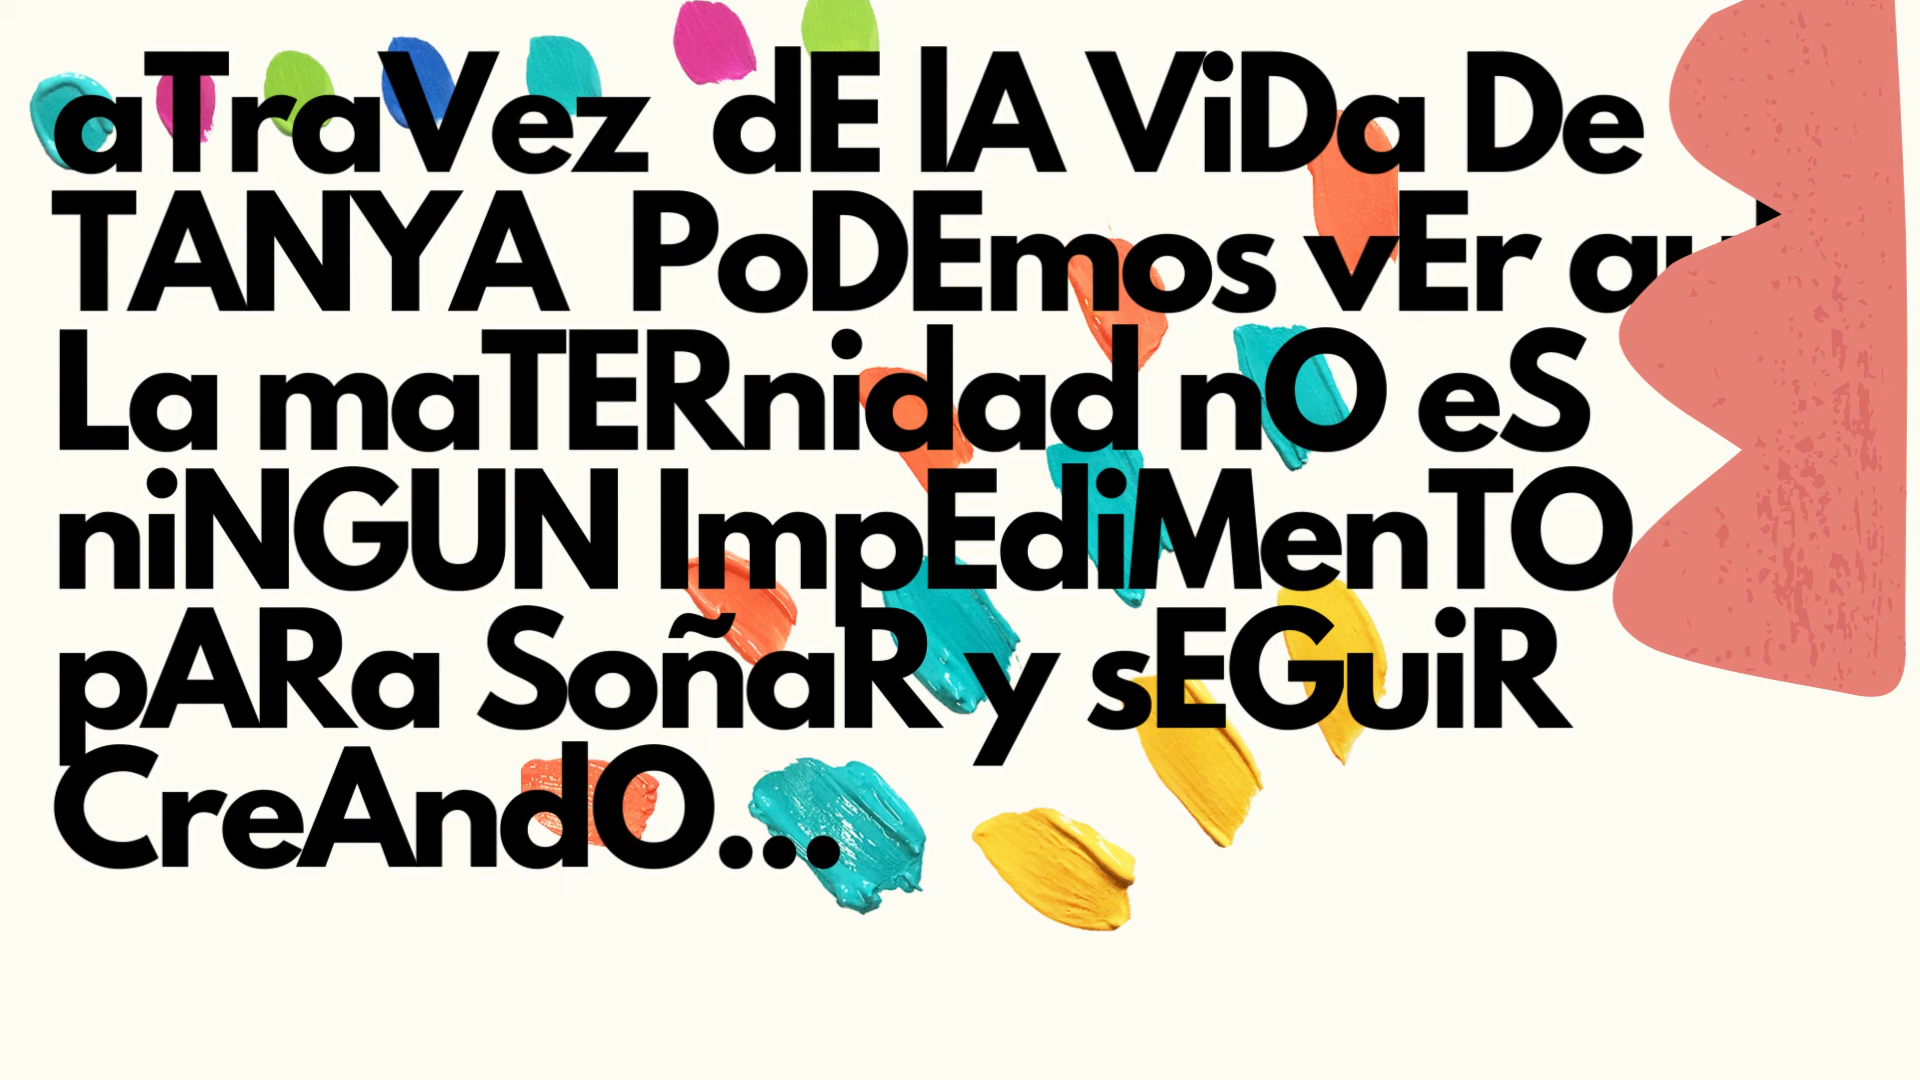 aTraVez dE lA ViDa De
TANYA PoDEmos vEr
La maTERnidad nO eS
niNGUN ImpEdiMenTO
pARa SoñaR y sEGuiR
CreAndO...